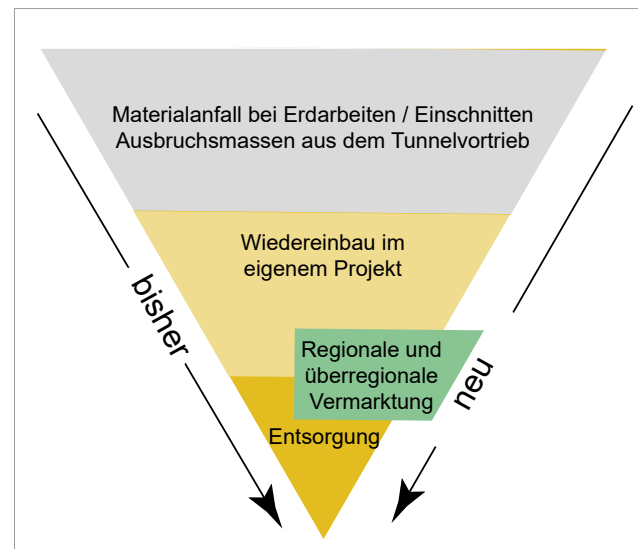 Materialanfall bei Erdarbeiten / Einschnitten
Ausbruchsmassen aus dem Tunnelvortrieb
Wiedereinbau im
eigenem Projekt
bisher
Regionale und
überregionale
Vermarktung
neu
Entsorgung